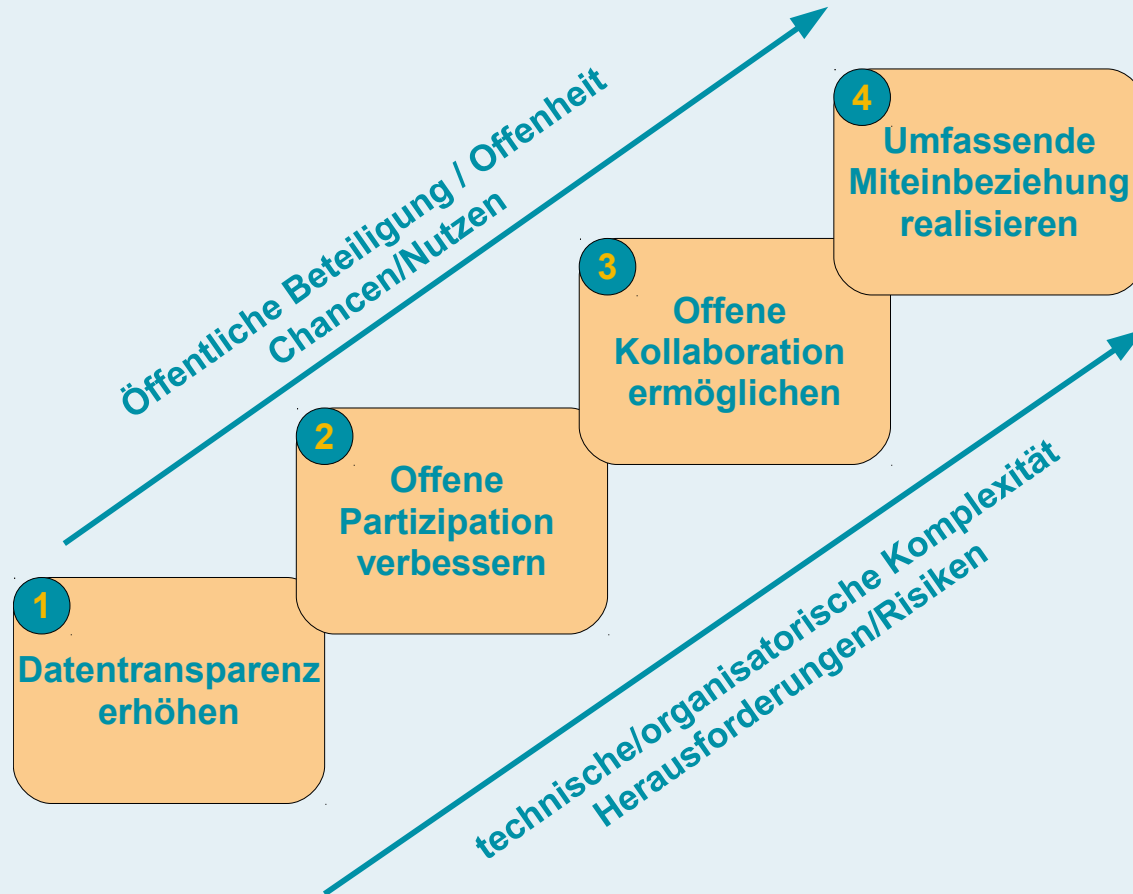 Öffentliche Beteiligung / Offenheit
Chancen/Nutzen
1
Datentransparenz
erhöhen
2
Offene
Partizipation
verbessern
3
Offene
Kollaboration
ermöglichen
4
Umfassende
Miteinbeziehung
realisieren
technische/organisatorische Komplexität
Herausforderungen/Risiken